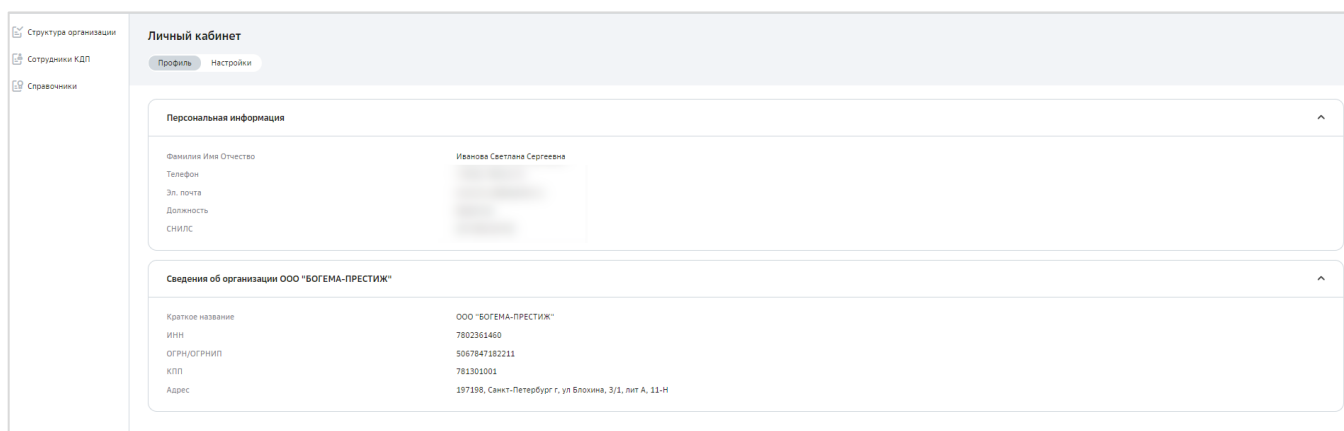 Структура организации
Сотрудники КДП
Справочники
Личный кабинет
Профиль Настройки
Персональная информация
Фамилия Имя Отчество Иванова Светлана Сергеевна
Телефон
Эл. почта
Должность
СНИЛС
Сведения об организации ООО "БОГЕМА-ПРЕСТИЖ"
Краткое название ООО "БОГЕМА-ПРЕСТИЖ"
ИНН 7802361460
ОГРН/ОГРНИП 5067847182211
КПП 781301001
Адрес 197198, Санкт-Петербург г, ул Блохина, 3/1, лит А, 11-Н